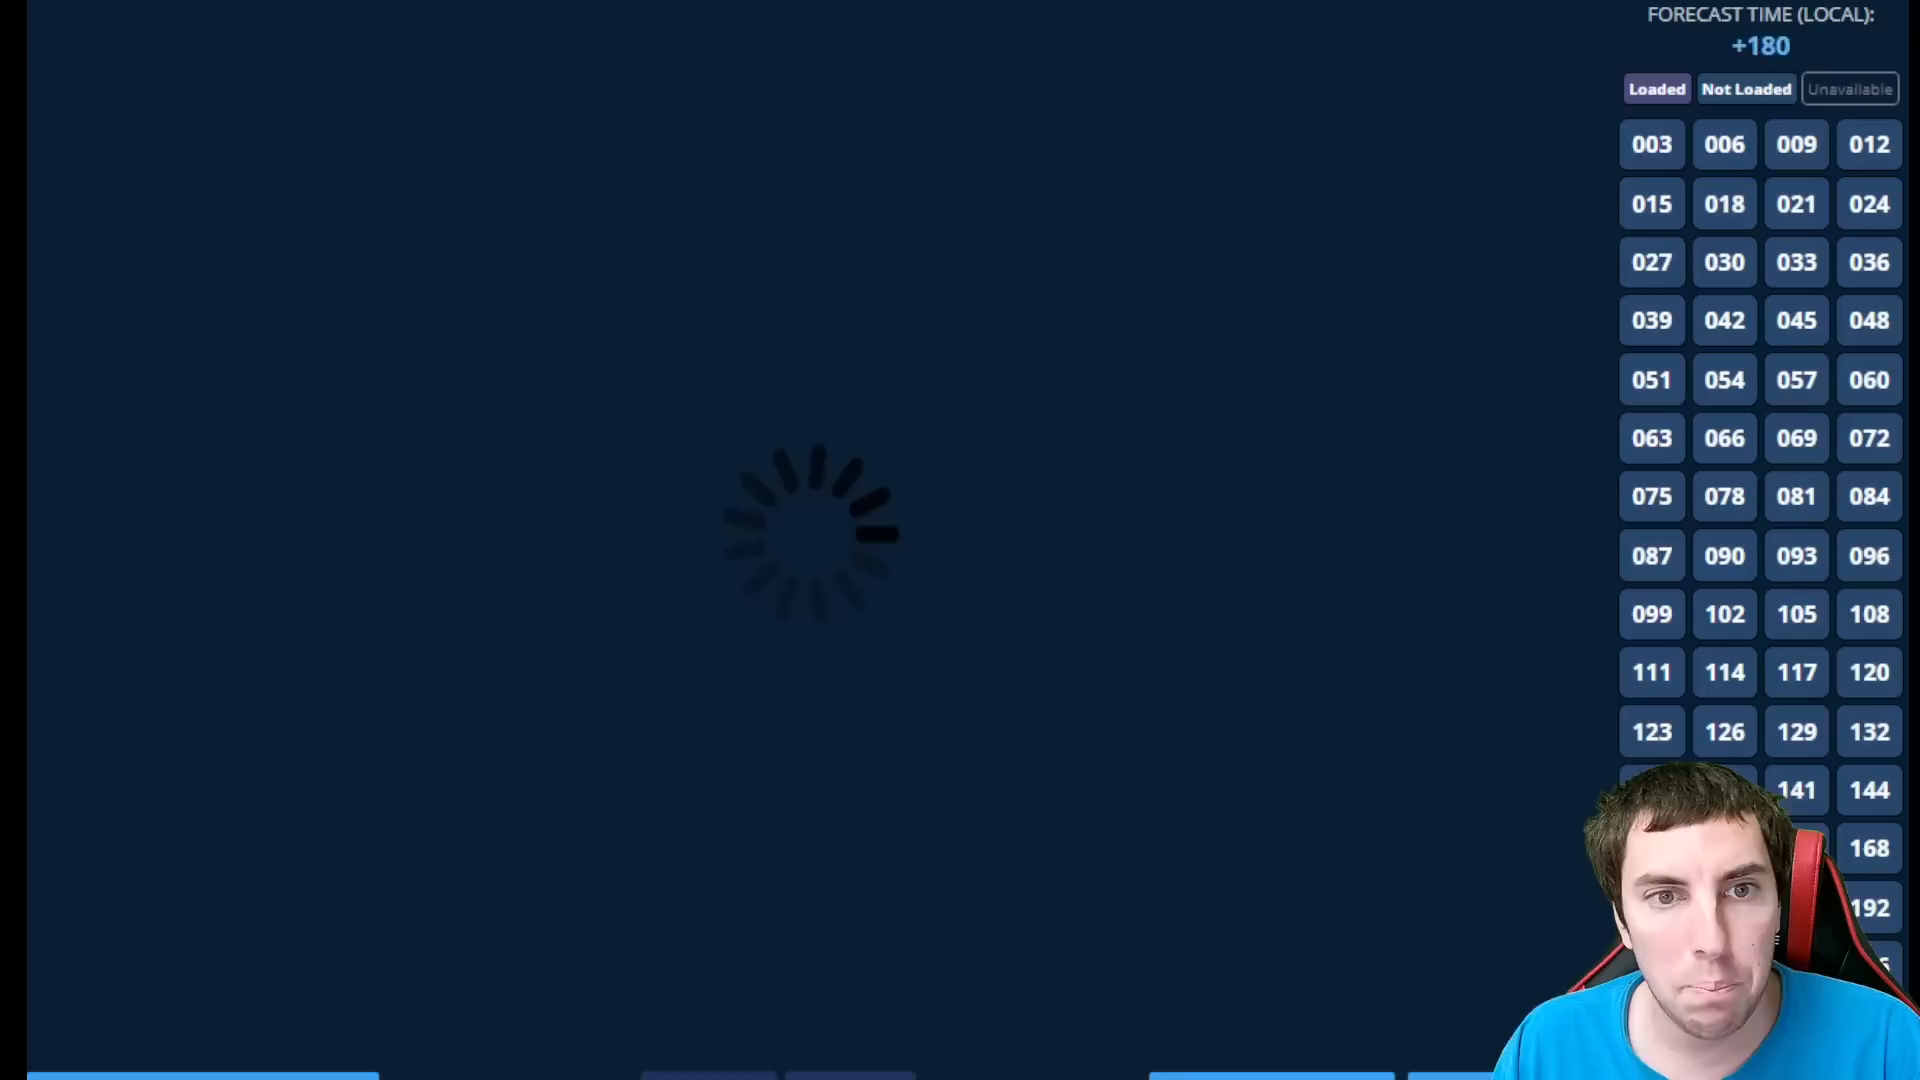 FORECAST TIME (LOCAL):
+180
Loaded Not Loaded Unavailable
003 006 009 012
015 018 021 024
027 030 033 036
039 042 045 048
051 054 057 060
063 066 069 072
075 078 081 084
087 090 093 096
099 102 105 108
111 114 117 120
123 126 129 132
141 144
168
192